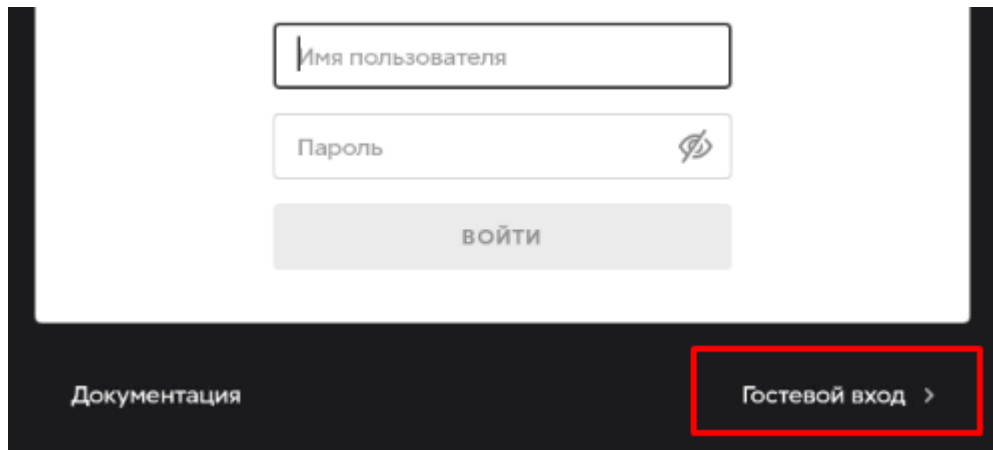 Имя пользователя
Пароль
ВОЙТИ
Документация
Гостевой вход